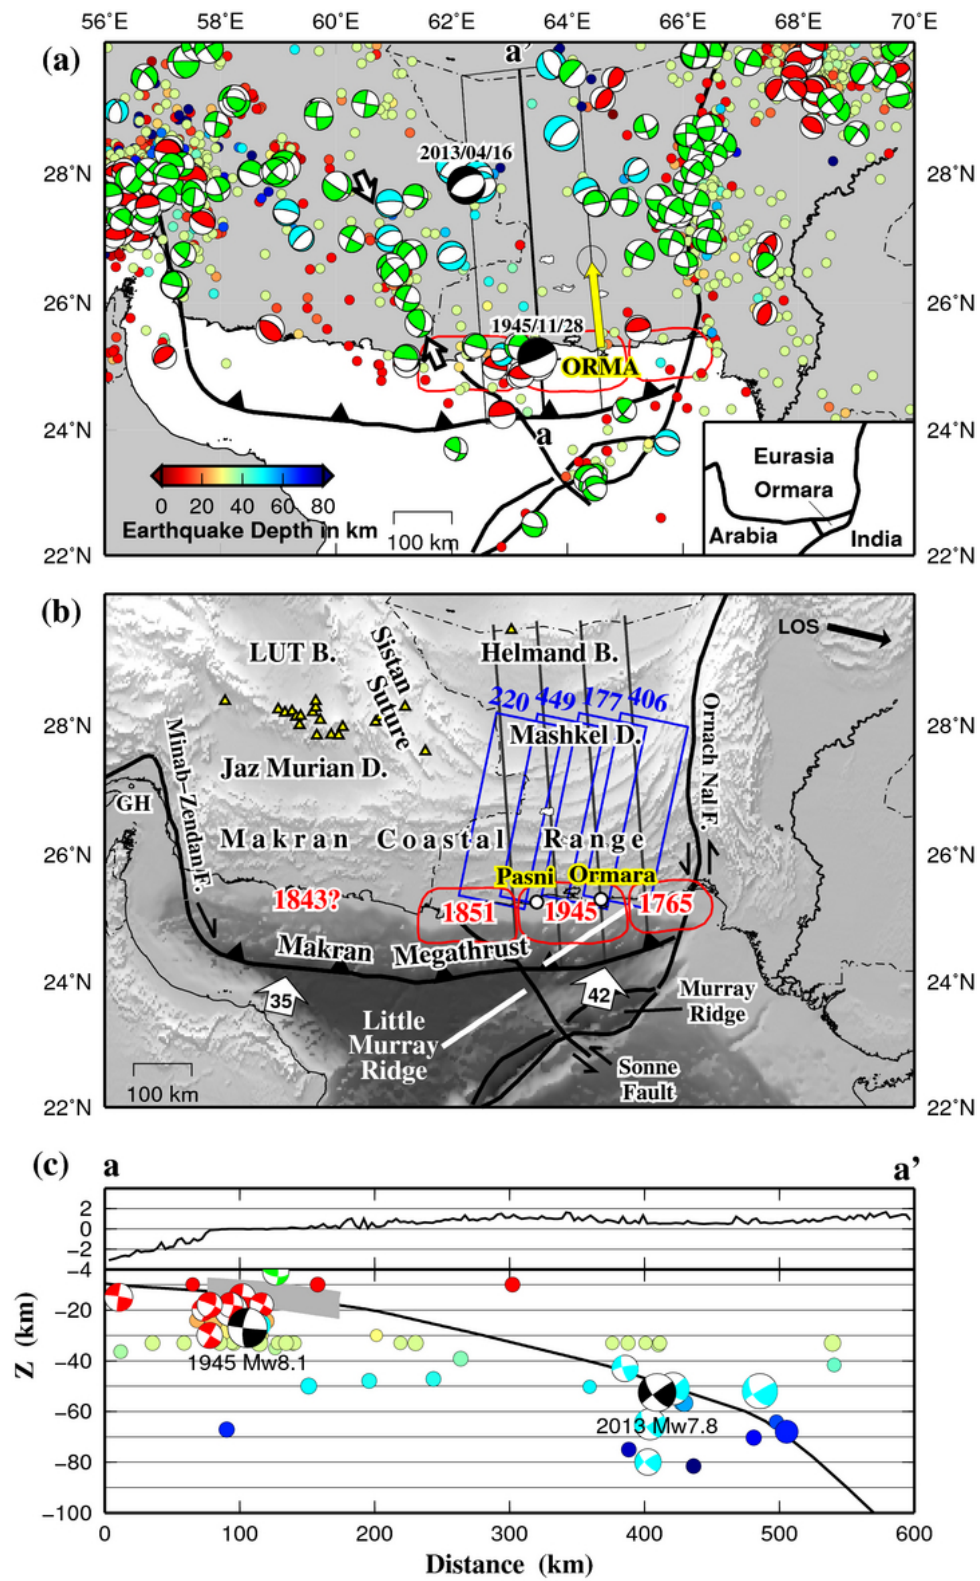 56°E 58°E 60°E 62°E 64°E 66°E 68°E 70°E
(a)
a'
2013/04/16
28°N 28°N
26°N 26°N
1945/11/28
ORMA
24°N 24°N
a
0 20 40 60 80
Earthquake Depth in km
100 km
Eurasia
Ormara
Arabia India
22°N 22°N
(b)
LOS
LUT B.
Sistan
Suture
Helmand B.
220 449 177 406
28°N 28°N
Mashkel D.
Minab-Zendan F.
Ornach Nal F.
Jaz Murian D.
GH
Makran Coastal Range
26°N 26°N
Pasni Ormara
1843? 1851 1945 1765
Makran Megathrust
24°N 24°N
35 42
Murray
Ridge
Little
Murray
Ridge
Sonne
Fault
100 km
22°N 22°N
(c) a a'
2
0
-2
-4
-20
1945 Mw8.1
-40
-60
2013 Mw7.8
-80
-100
Z (km)
0 100 200 300 400 500 600
Distance (km)